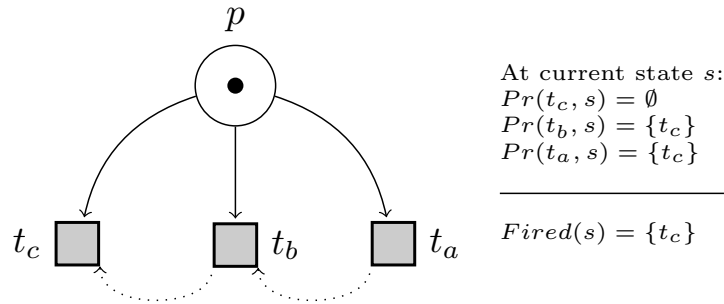 p
t_c
t_b
t_a
At current state s:
Pr(t_c, s) = ∅
Pr(t_b, s) = {t_c}
Pr(t_a, s) = {t_c}
Fired(s) = {t_c}